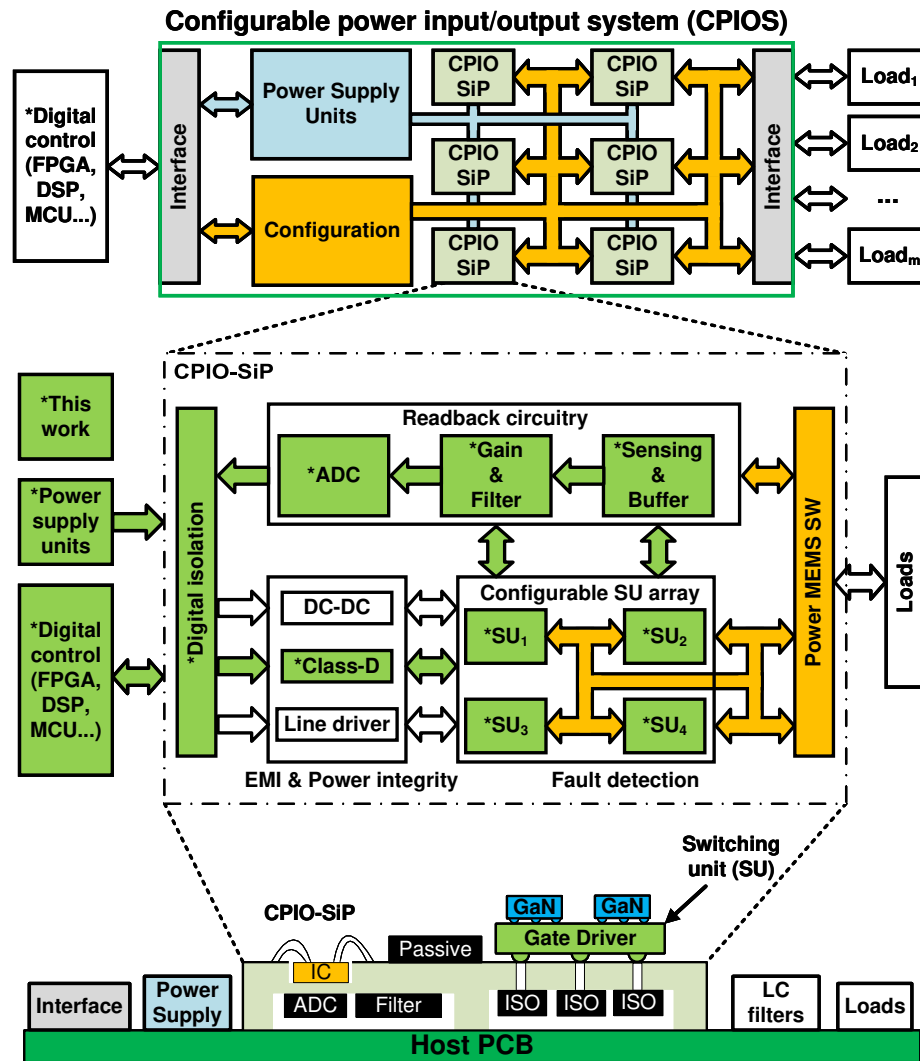 Configurable power input/output system (CPIOS)
*Digital
control
(FPGA,
DSP,
MCU...)
Interface
Power Supply
Units
Configuration
CPIO
SiP
CPIO
SiP
CPIO
SiP
CPIO
SiP
CPIO
SiP
CPIO
SiP
Interface
Load1
Load2
...
Loadm
CPIO-SiP
*This
work
*Power
supply
units
*Digital
control
(FPGA,
DSP,
MCU...)
*Digital isolation
Readback circuitry
*ADC
*Gain
&
Filter
*Sensing
&
Buffer
DC-DC
*Class-D
Line driver
EMI & Power integrity
Configurable SU array
*SU1
*SU2
*SU3
*SU4
Fault detection
Power MEMS SW
Loads
Switching
unit (SU)
CPIO-SiP
GaN
GaN
Gate Driver
Passive
IC
ADC
Filter
ISO
ISO
ISO
Interface
Power
Supply
LC
filters
Loads
Host PCB